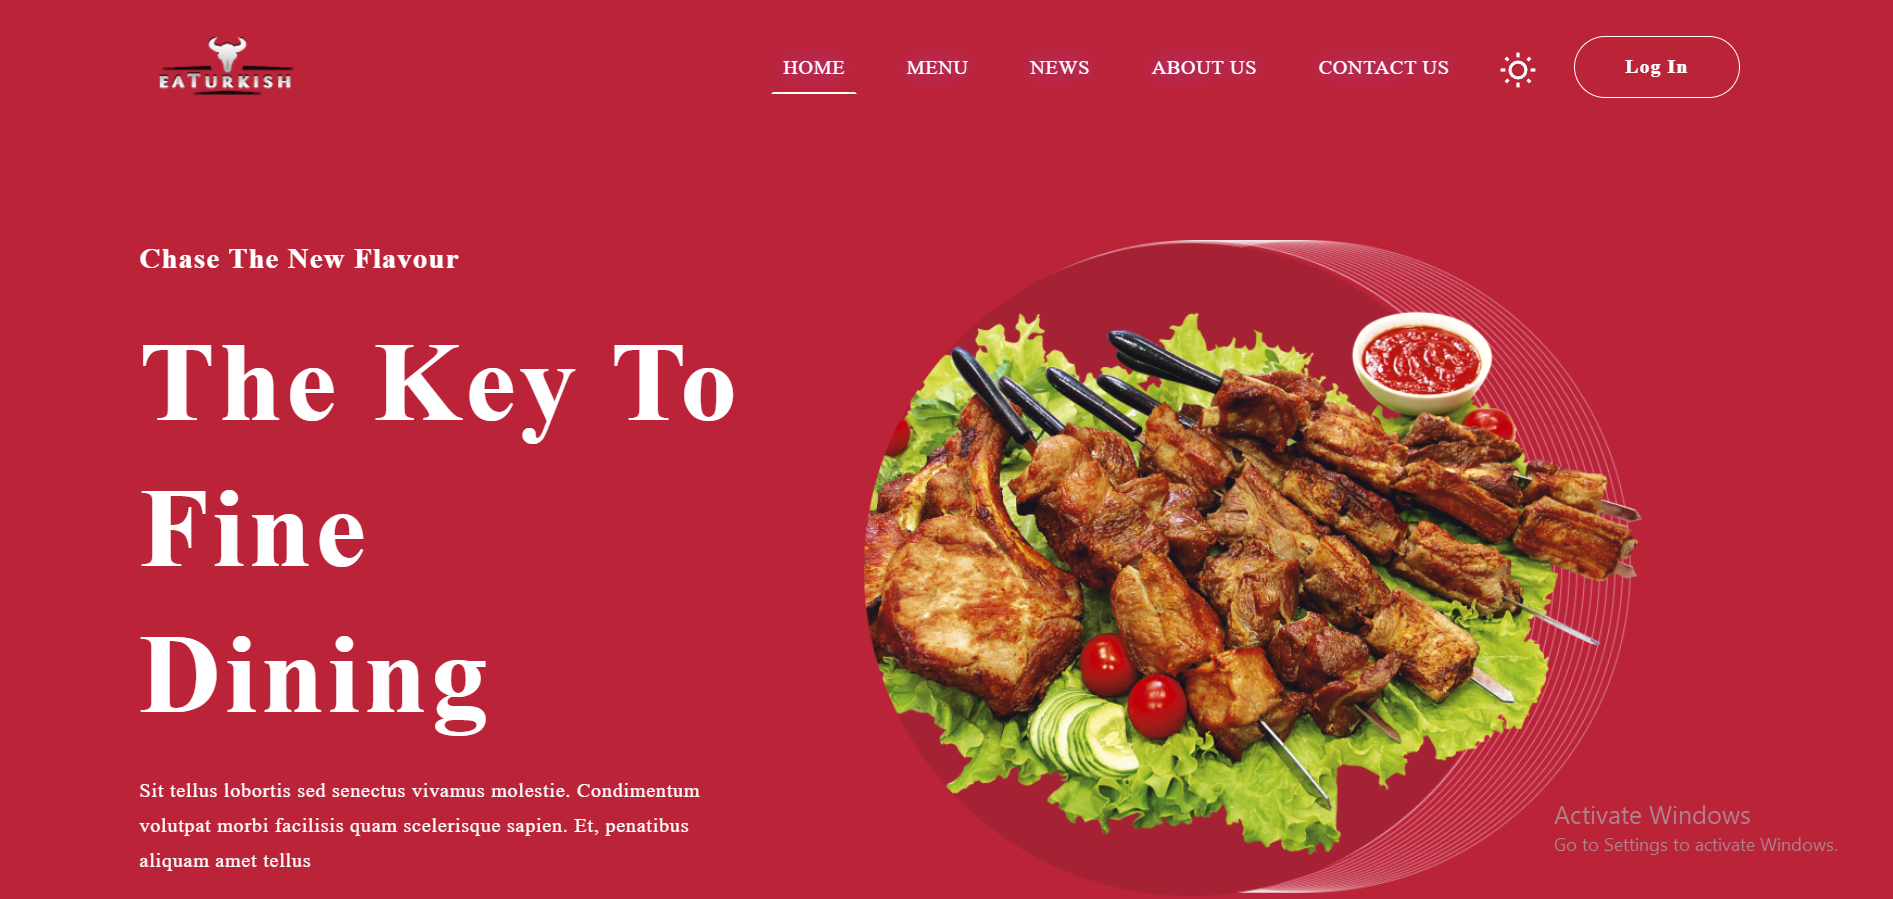 EATURKISH
HOME MENU NEWS ABOUT US CONTACT US Log In
Chase The New Flavour
The Key To
Fine
Dining
Sit tellus lobortis sed senectus vivamus molestie. Condimentum
volutpat morbi facilisis quam scelerisque sapien. Et, penatibus
aliquam amet tellus
Activate Windows
Go to Settings to activate Windows.